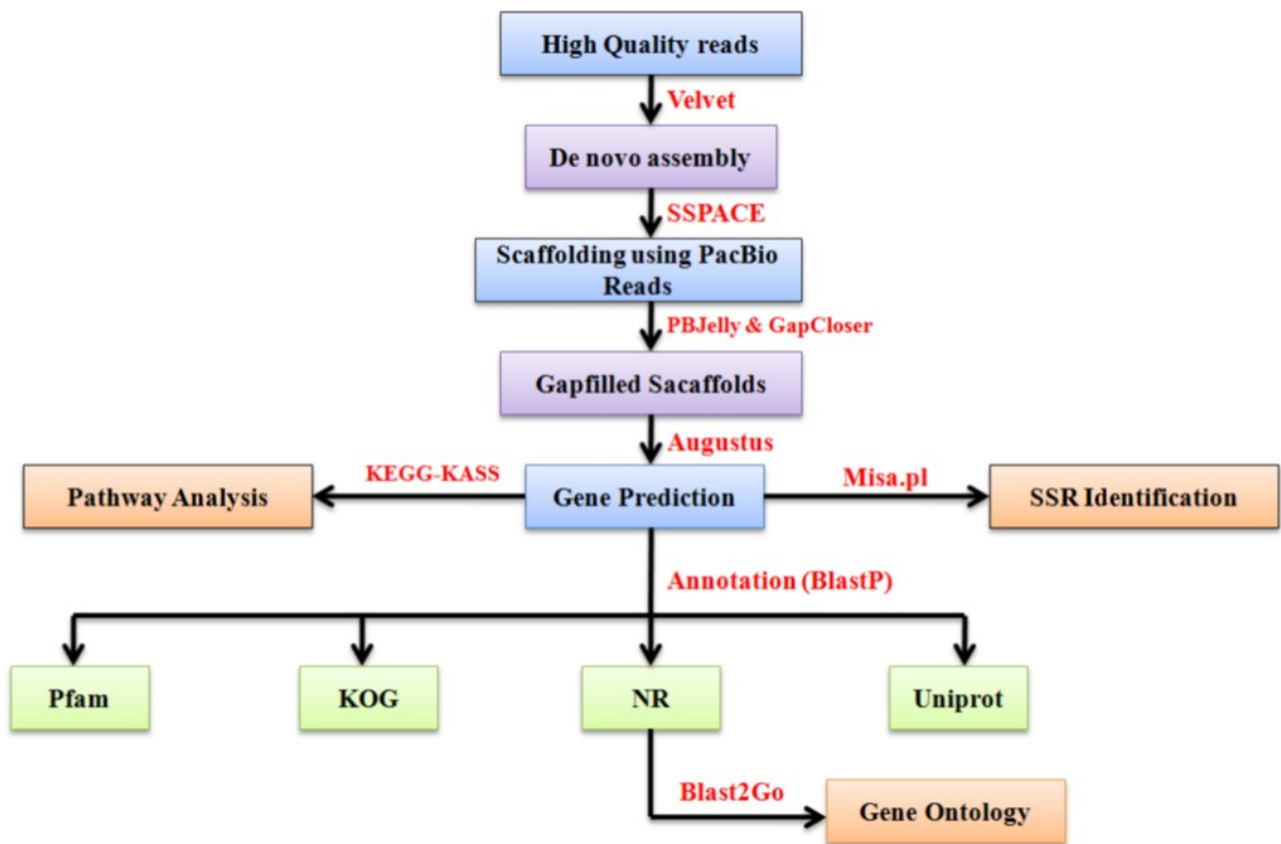 High Quality reads
Velvet
De novo assembly
SSPACE
Scaffolding using PacBio
Reads
PBJelly & GapCloser
Gapfilled Sacaffolds
Augustus
KEGG-KASS
Misa.pl
Pathway Analysis
Gene Prediction
SSR Identification
Annotation (BlastP)
Pfam
KOG
NR
Uniprot
Blast2Go
Gene Ontology